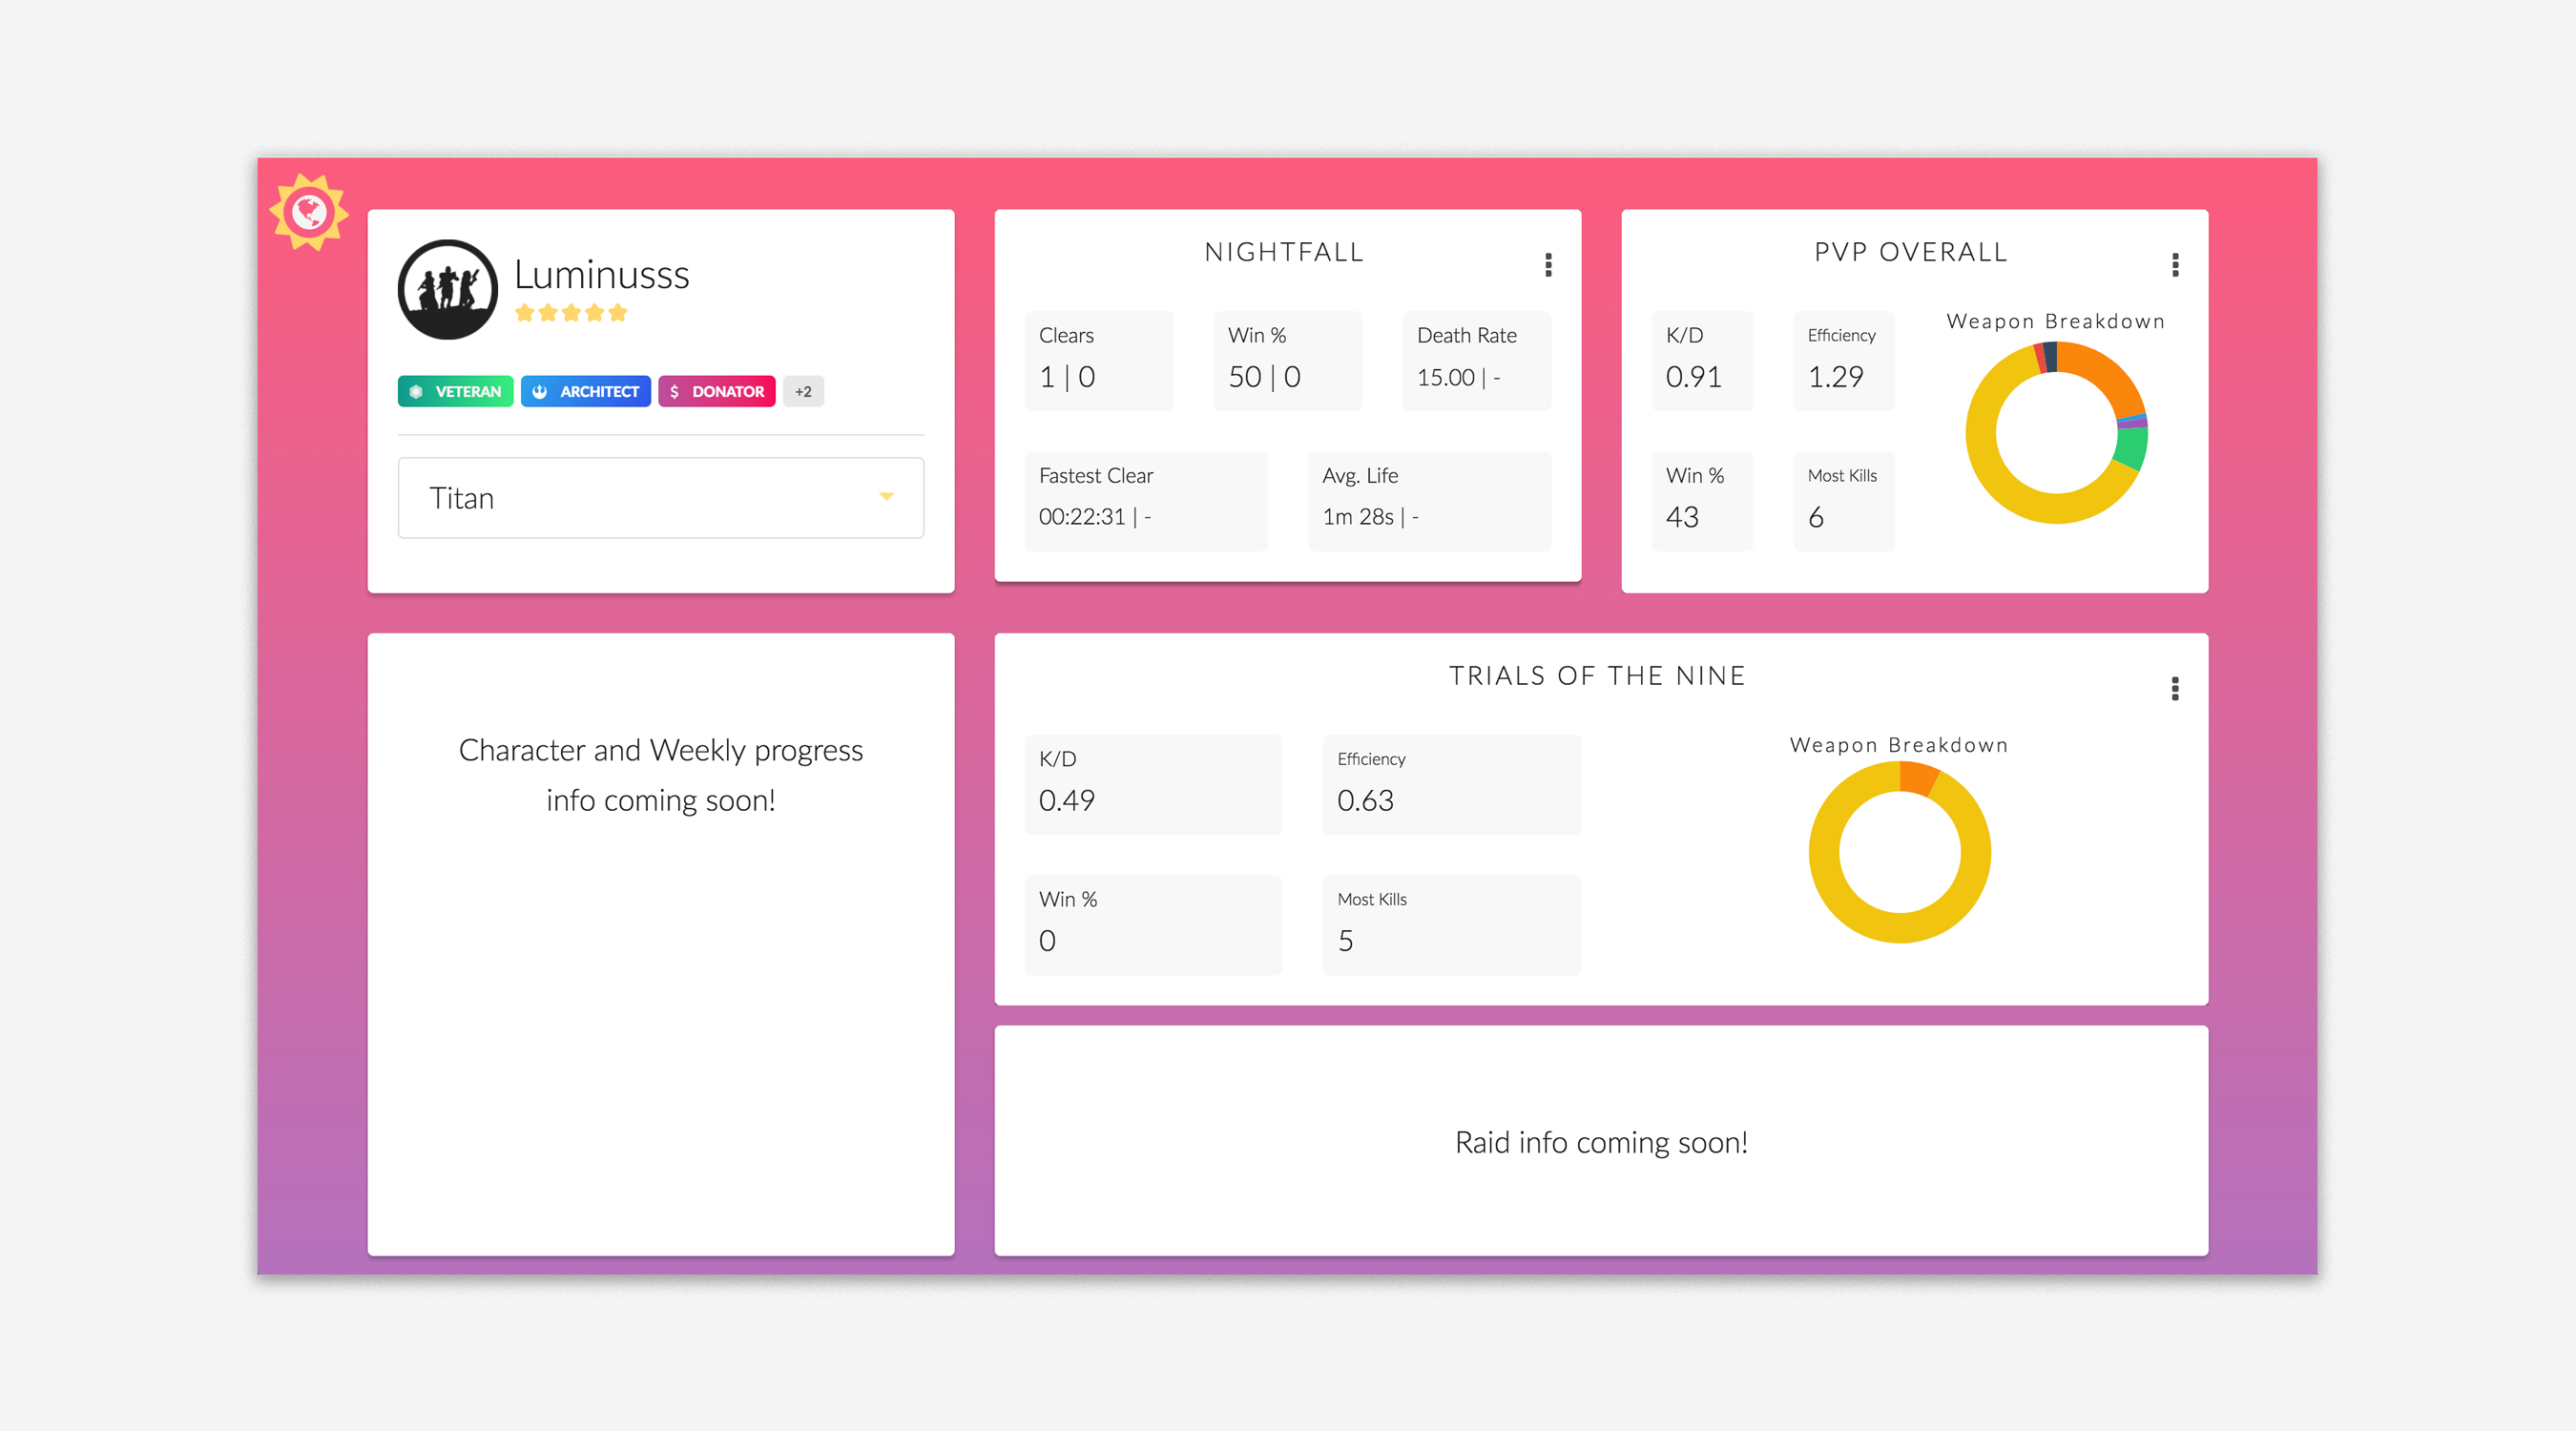 Luminusss
VETERAN
ARCHITECT
$ DONATOR
+2
Titan
NIGHTFALL
Clears
1 | 0
Win %
50 | 0
Death Rate
15.00 | -
Fastest Clear
00:22:31 | -
Avg. Life
1m 28s | -
PVP OVERALL
K/D
0.91
Efficiency
1.29
Win %
43
Most Kills
6
Weapon Breakdown
Character and Weekly progress
info coming soon!
TRIALS OF THE NINE
K/D
0.49
Efficiency
0.63
Win %
0
Most Kills
5
Weapon Breakdown
Raid info coming soon!